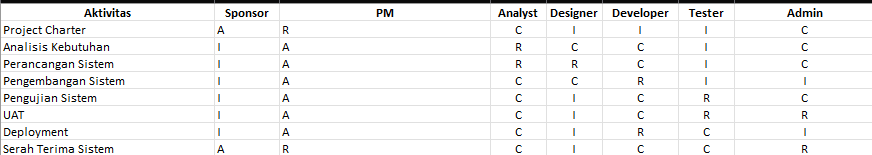 Aktivitas Sponsor PM Analyst Designer Developer Tester Admin
Project Charter A R C I I I C
Analisis Kebutuhan I A R C C I C
Perancangan Sistem I A R R C I C
Pengembangan Sistem I A C C R I I
Pengujian Sistem I A C I C R C
UAT I A C I C R R
Deployment I A C I R C I
Serah Terima Sistem A R C I C C R